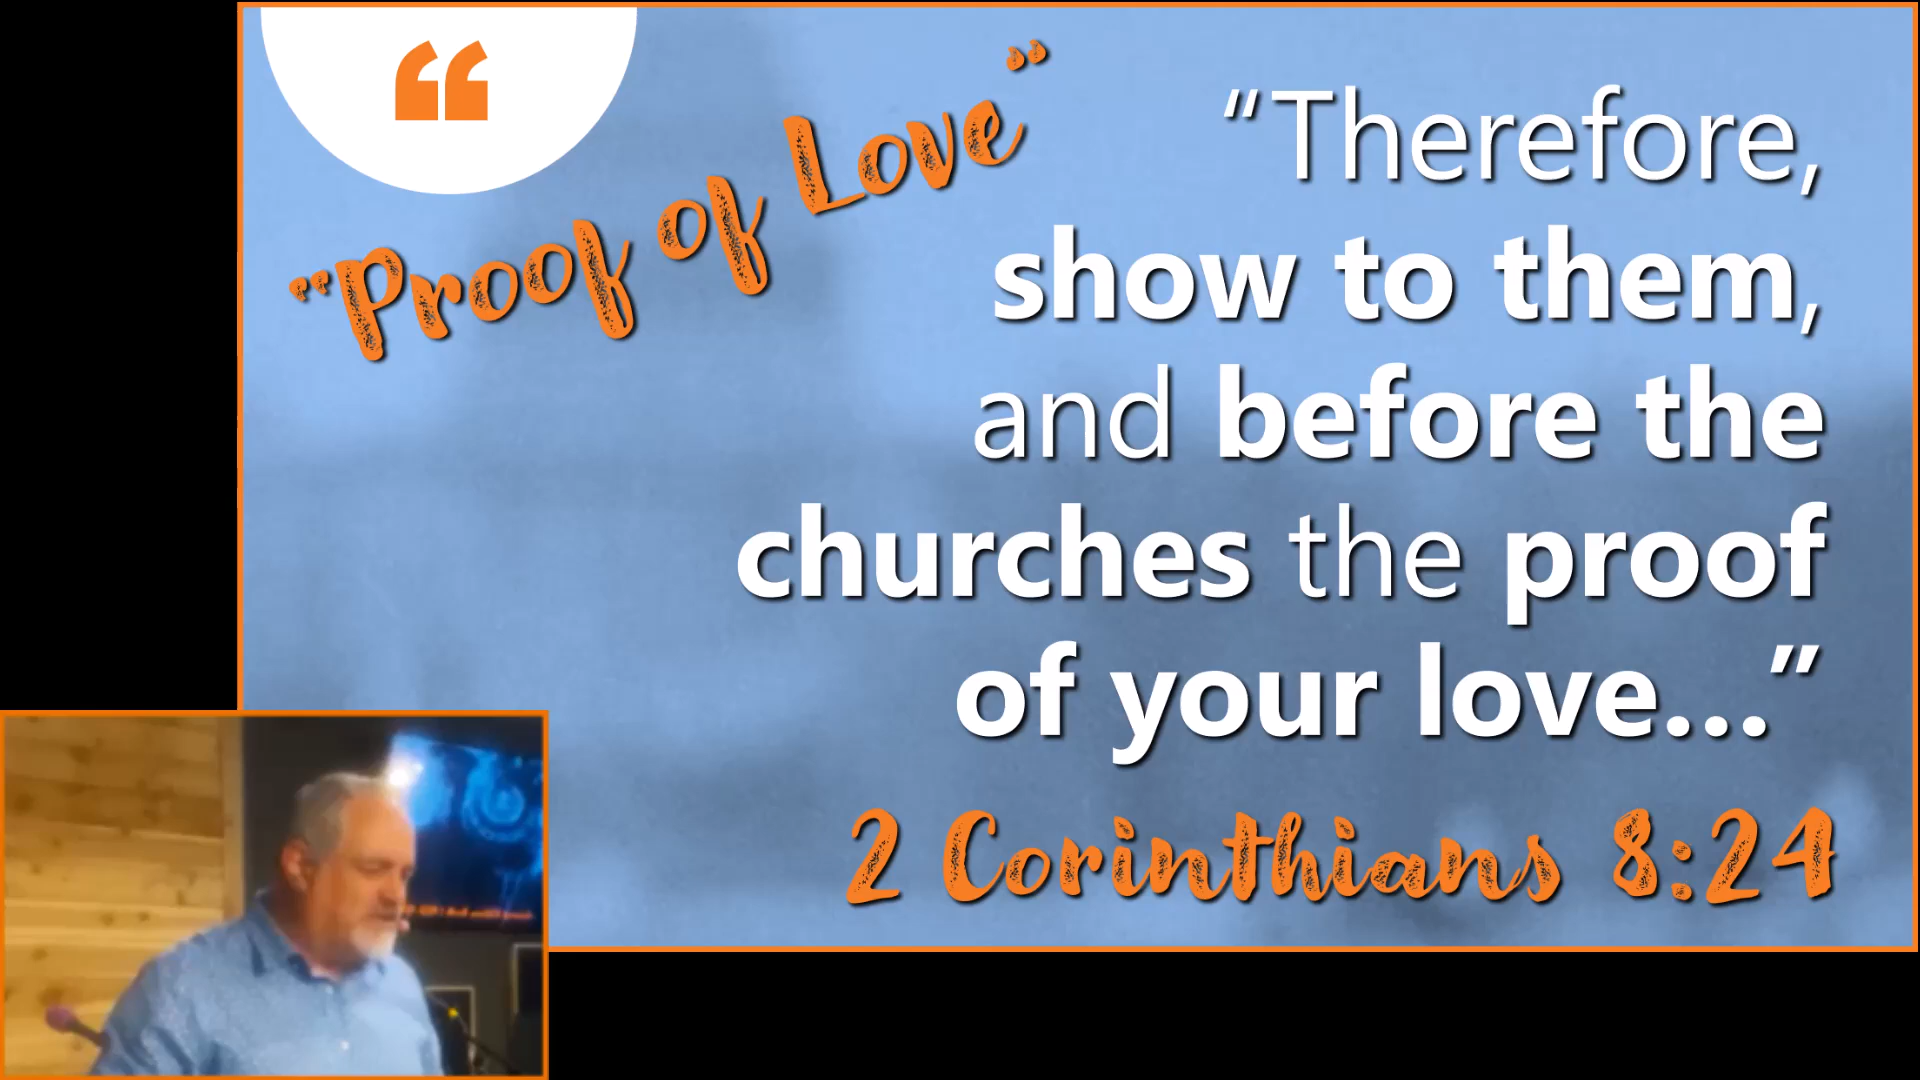 “
“Proof of Love”
“Therefore,
show to them,
and before the
churches the proof
of your love...”
2 Corinthians 8:24